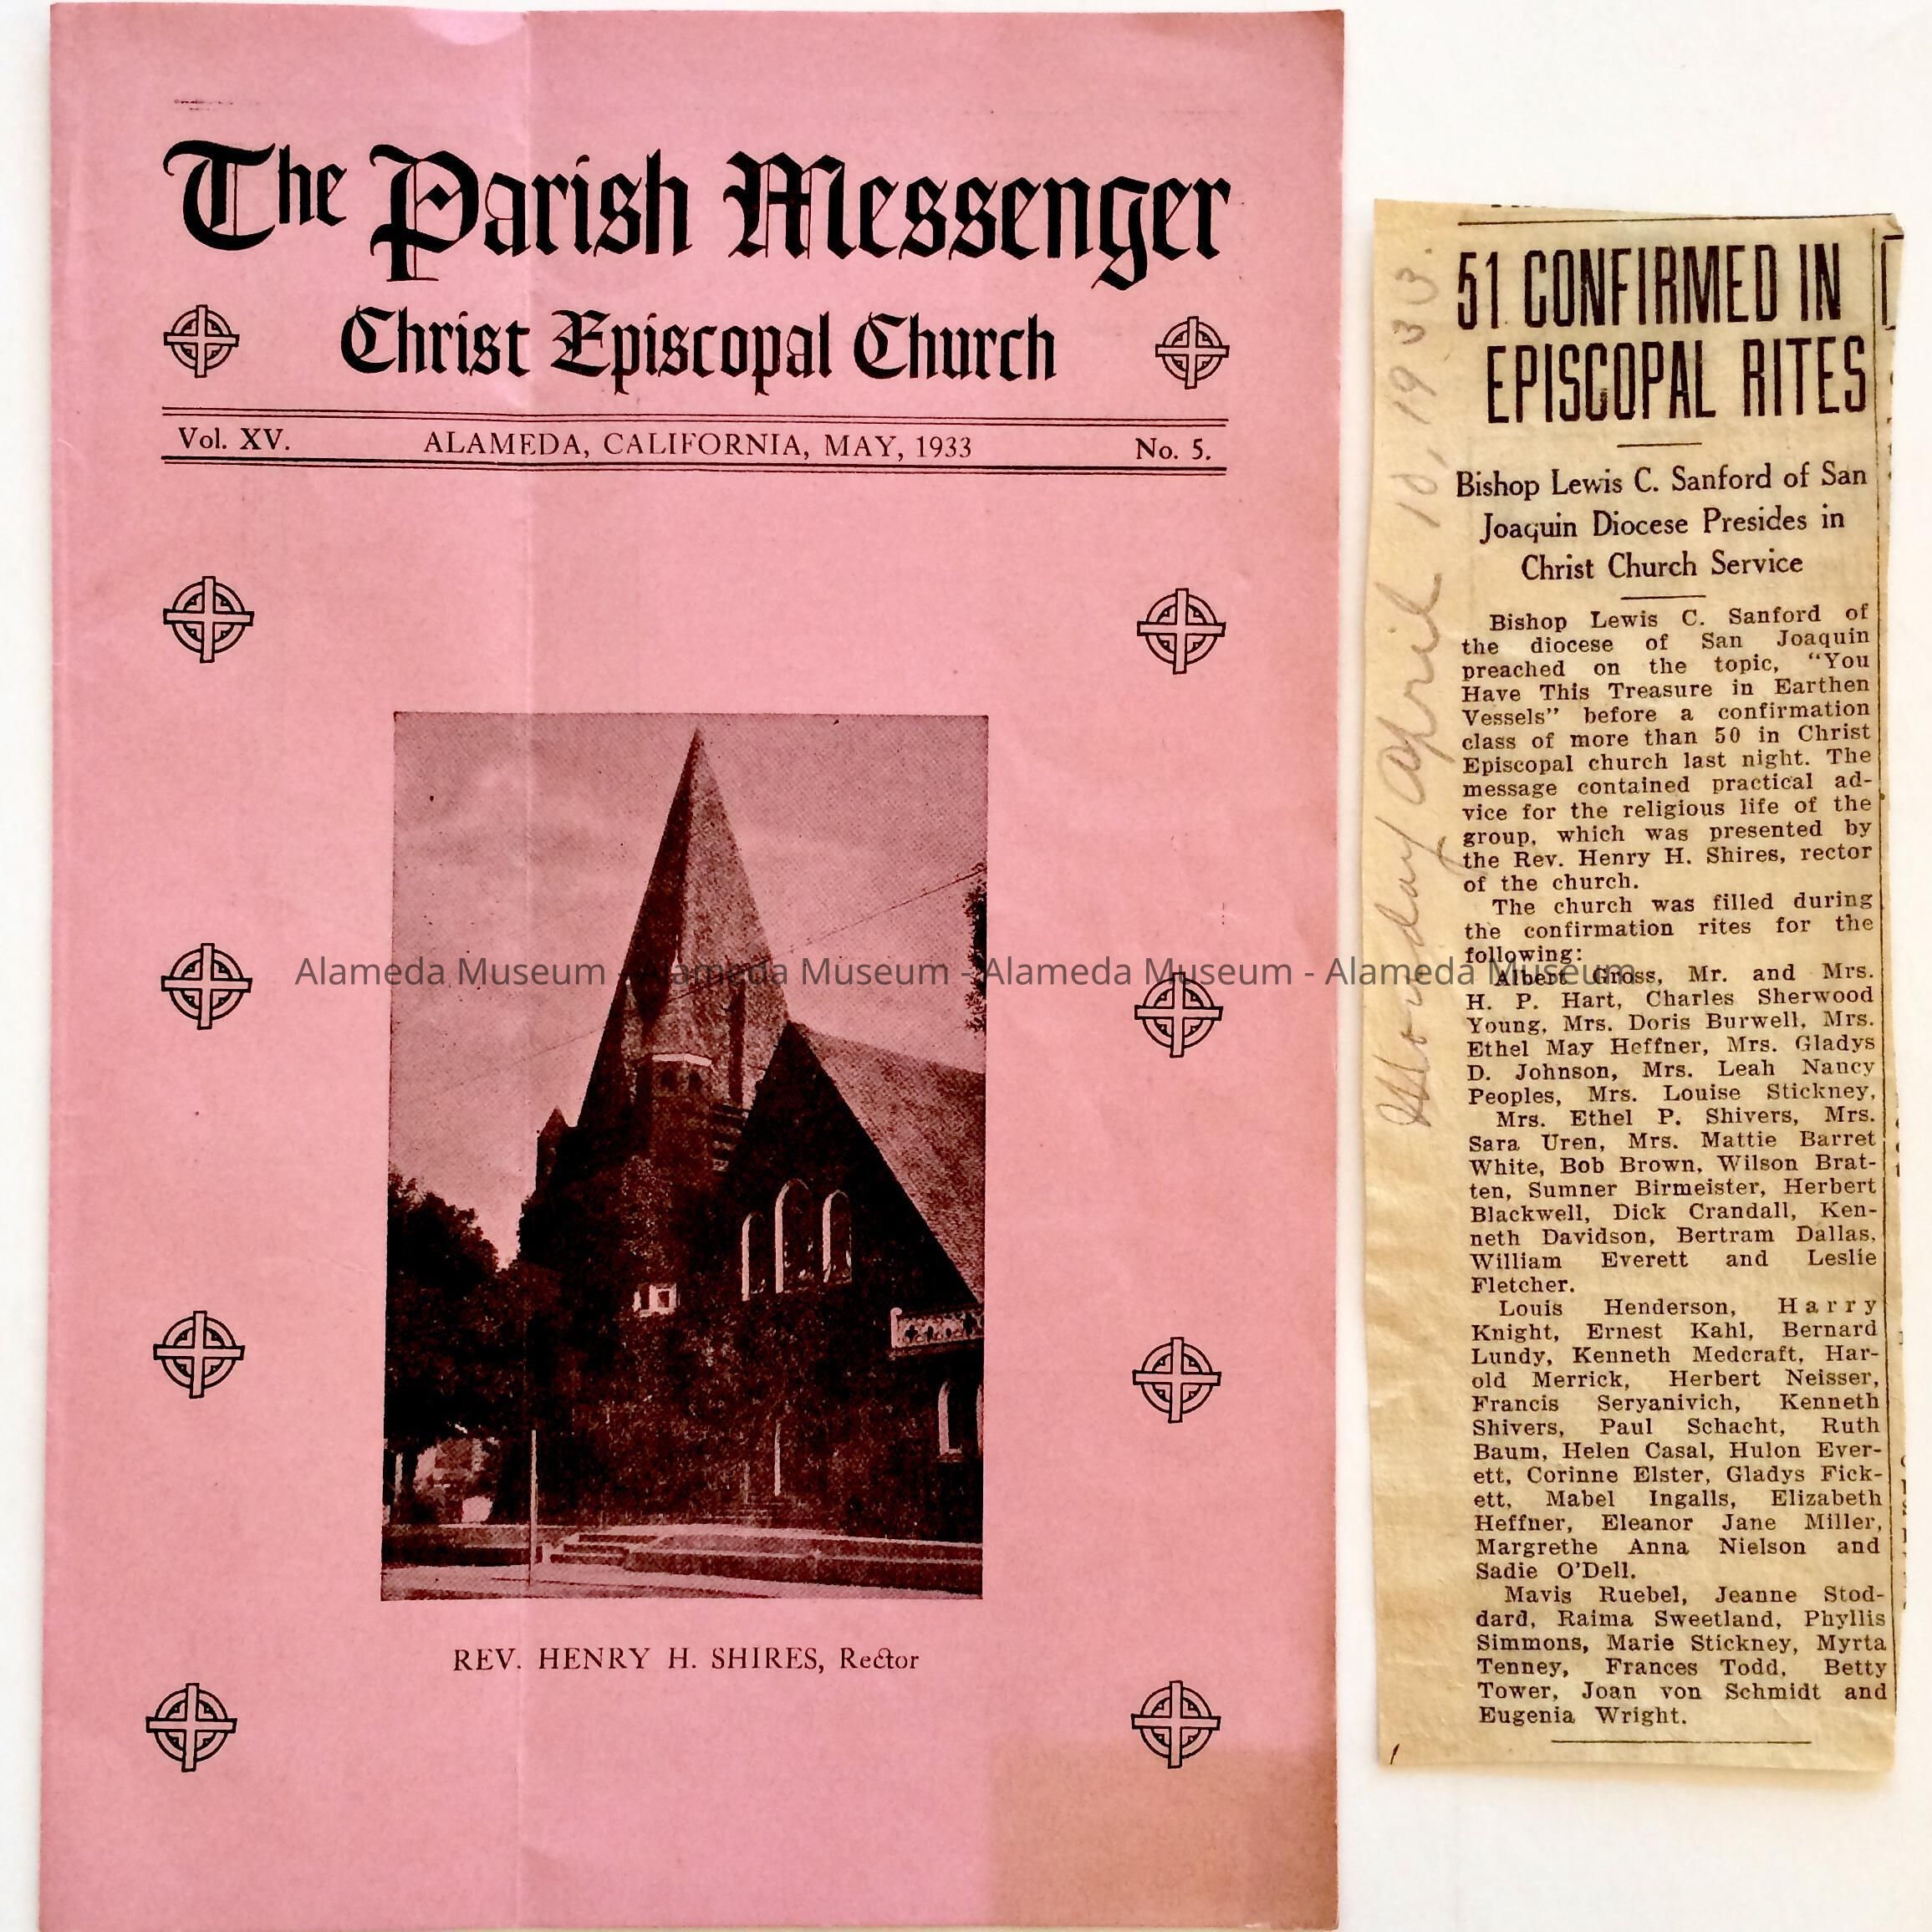 The Parish Messenger
Christ Episcopal Church
Vol. XV. ALAMEDA, CALIFORNIA, MAY, 1933 No. 5.
REV. HENRY H. SHIRES, Rector
Alameda Museum - Alameda Museum - Alameda Museum - Alameda Museum
Monday April 10, 1933.
51 CONFIRMED IN
EPISCOPAL RITES
Bishop Lewis C. Sanford of San
Joaquin Diocese Presides in
Christ Church Service
Bishop Lewis C. Sanford of
the diocese of San Joaquin
preached on the topic, "You
Have This Treasure in Earthen
Vessels" before a confirmation
class of more than 50 in Christ
Episcopal church last night. The
message contained practical ad-
vice for the religious life of the
group, which was presented by
the Rev. Henry H. Shires, rector
of the church.
The church was filled during
the confirmation rites for the
following:
Albert Gross, Mr. and Mrs.
H. P. Hart, Charles Sherwood
Young, Mrs. Doris Burwell, Mrs.
Ethel May Heffner, Mrs. Gladys
D. Johnson, Mrs. Leah Nancy
Peoples, Mrs. Louise Stickney,
Mrs. Ethel P. Shivers, Mrs.
Sara Uren, Mrs. Mattie Barret
White, Bob Brown, Wilson Brat-
ten, Sumner Birmeister, Herbert
Blackwell, Dick Crandall, Ken-
neth Davidson, Bertram Dallas,
William Everett and Leslie
Fletcher.
Louis Henderson, Harry
Knight, Ernest Kahl, Bernard
Lundy, Kenneth Medcraft, Har-
old Merrick, Herbert Neisser,
Francis Seryanivich, Kenneth
Shivers, Paul Schacht, Ruth
Baum, Helen Casal, Hulon Ever-
ett, Corinne Elster, Gladys Fick-
ett, Mabel Ingalls, Elizabeth
Heffner, Eleanor Jane Miller,
Margrethe Anna Nielson and
Sadie O'Dell.
Mavis Ruebel, Jeanne Stod-
dard, Raima Sweetland, Phyllis
Simmons, Marie Stickney, Myrta
Tenney, Frances Todd, Betty
Tower, Joan von Schmidt and
Eugenia Wright.